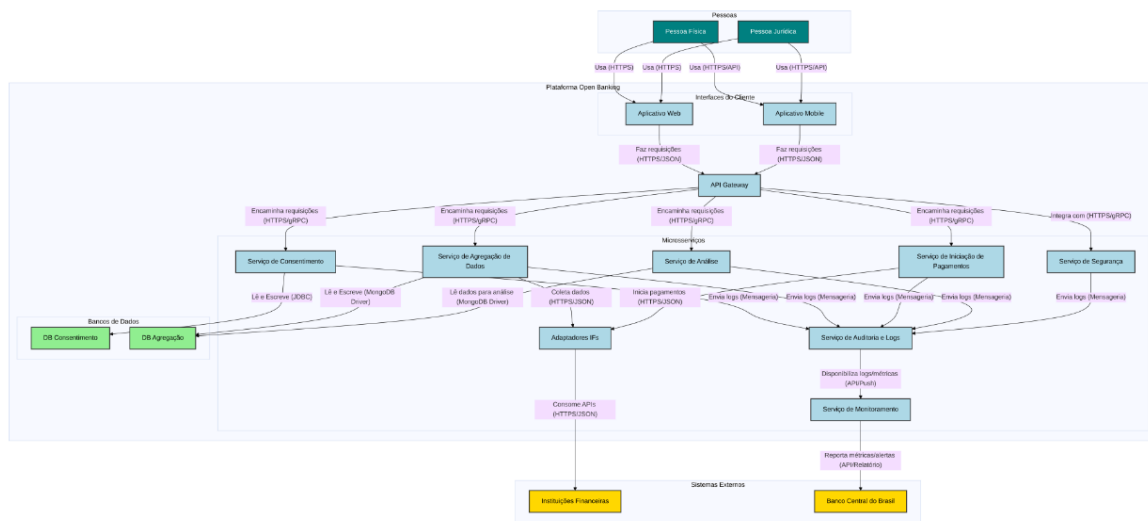 Pessoas
Pessoa Física
Pessoa Jurídica
Usa (HTTPS)
Usa (HTTPS)
Usa (HTTPS/API)
Usa (HTTPS/API)
Plataforma Open Banking
Interfaces do Cliente
Aplicativo Web
Aplicativo Mobile
Faz requisições
(HTTPS/JSON)
Faz requisições
(HTTPS/JSON)
API Gateway
Encaminha requisições
(HTTPS/gRPC)
Encaminha requisições
(HTTPS/gRPC)
Encaminha requisições
(HTTPS/gRPC)
Encaminha requisições
(HTTPS/gRPC)
Integra com (HTTPS/gRPC)
Microsserviços
Serviço de Consentimento
Serviço de Agregação de
Dados
Serviço de Análise
Serviço de Iniciação de
Pagamentos
Serviço de Segurança
Lê e Escreve (JDBC)
Lê e Escreve (MongoDB
Driver)
Lê dados para análise
(MongoDB Driver)
Coleta dados
(HTTPS/JSON)
Inicia pagamentos
(HTTPS/JSON)
Envia logs (Mensageria)
Envia logs (Mensageria)
Envia logs (Mensageria)
Envia logs (Mensageria)
Envia logs (Mensageria)
Bancos de Dados
DB Consentimento
DB Agregação
Adaptadores IFs
Serviço de Auditoria e Logs
Disponibiliza logs/métricas
(API/Push)
Consome APIs
(HTTPS/JSON)
Serviço de Monitoramento
Reporta métricas/alertas
(API/Relatório)
Sistemas Externos
Instituições Financeiras
Banco Central do Brasil